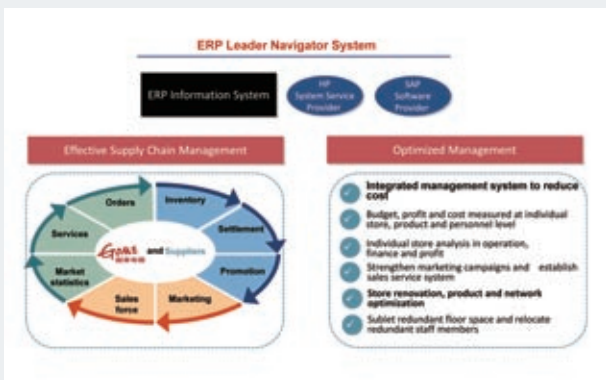 ERP Leader Navigator System
ERP Information System
HP
System Service
Provider
SAP
Software
Provider
Effective Supply Chain Management
Optimized Management
Orders
Inventory
Services
Settlement
GOME
and Suppliers
Market
statistics
Promotion
Sales
force
Marketing
Integrated management system to reduce
cost
Budget, profit and cost measured at individual
store, product and personnel level
Individual store analysis in operation,
finance and profit
Strengthen marketing campaigns and establish
sales service system
Store renovation, product and network
optimization
Sublet redundant floor space and relocate
redundant staff members